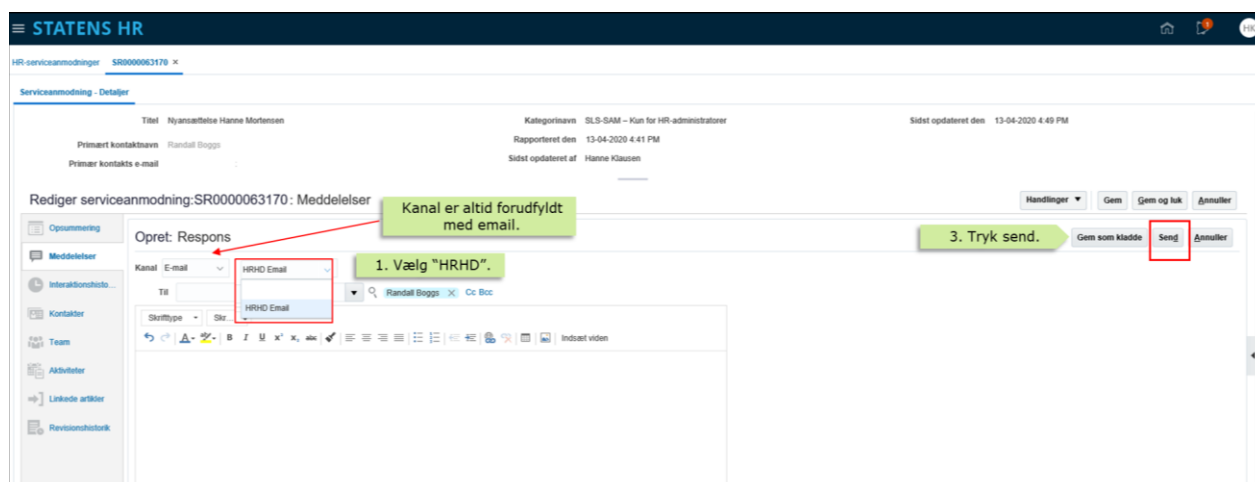 ≡ STATENS HR
1
HK
HR-serviceanmodninger SR0000063170 ×
Serviceanmodning - Detaljer
Titel Nyansættelse Hanne Mortensen
Kategorinavn SLS-SAM – Kun for HR-administratorer
Sidst opdateret den 13-04-2020 4:49 PM
Primært kontaktnavn Randall Boggs
Rapporteret den 13-04-2020 4:41 PM
Primær kontakts e-mail
Sidst opdateret af Hanne Klausen
Rediger serviceanmodning:SR0000063170: Meddelelser
Handlinger Gem Gem og luk Annuller
Kanal er altid forudfyldt
med email.
Opsummering
Meddelelser
Interaktionshisto...
Kontakter
Team
Aktiviteter
Linkede artikler
Revisionshistorik
Opret: Respons
3. Tryk send.
Gem som kladde Send Annuller
Kanal E-mail HRHD Email
1. Vælg “HRHD”.
Til Randall Boggs × Cc Bcc
HRHD Email
Skrifttype Skr...
A B I U x² x₂ abc Indsæt viden